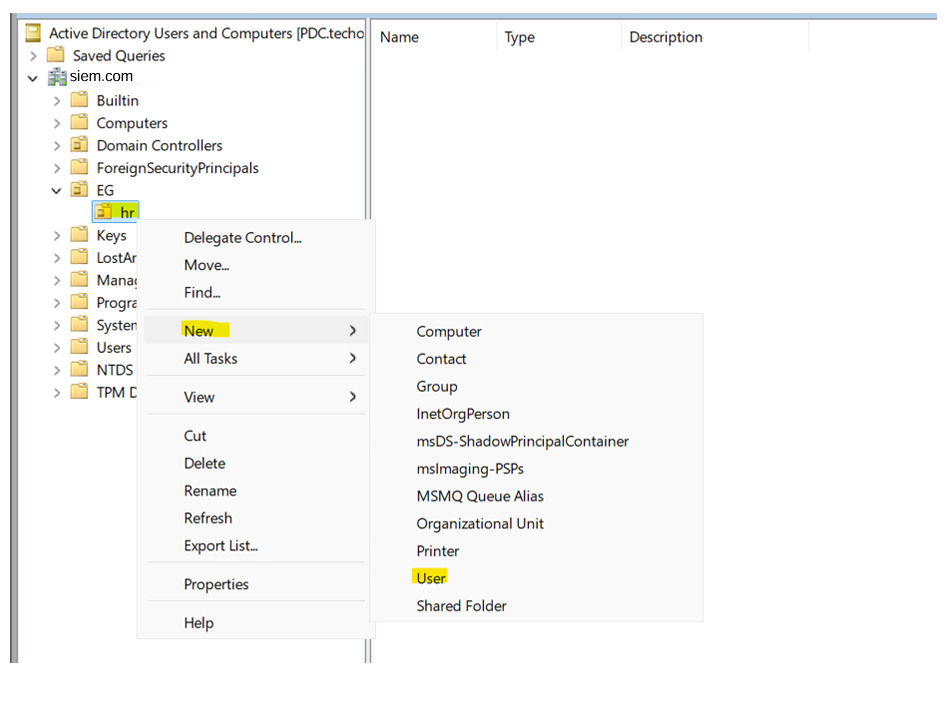 Active Directory Users and Computers [PDC.techo
Name Type Description
Saved Queries
siem.com
Builtin
Computers
Domain Controllers
ForeignSecurityPrincipals
EG
hr
Keys
LostAr
Manag
Progra
System
Users
NTDS
TPM D
Delegate Control...
Move...
Find...
New
All Tasks
View
Cut
Delete
Rename
Refresh
Export List...
Properties
Help
Computer
Contact
Group
InetOrgPerson
msDS-ShadowPrincipalContainer
msImaging-PSPs
MSMQ Queue Alias
Organizational Unit
Printer
User
Shared Folder